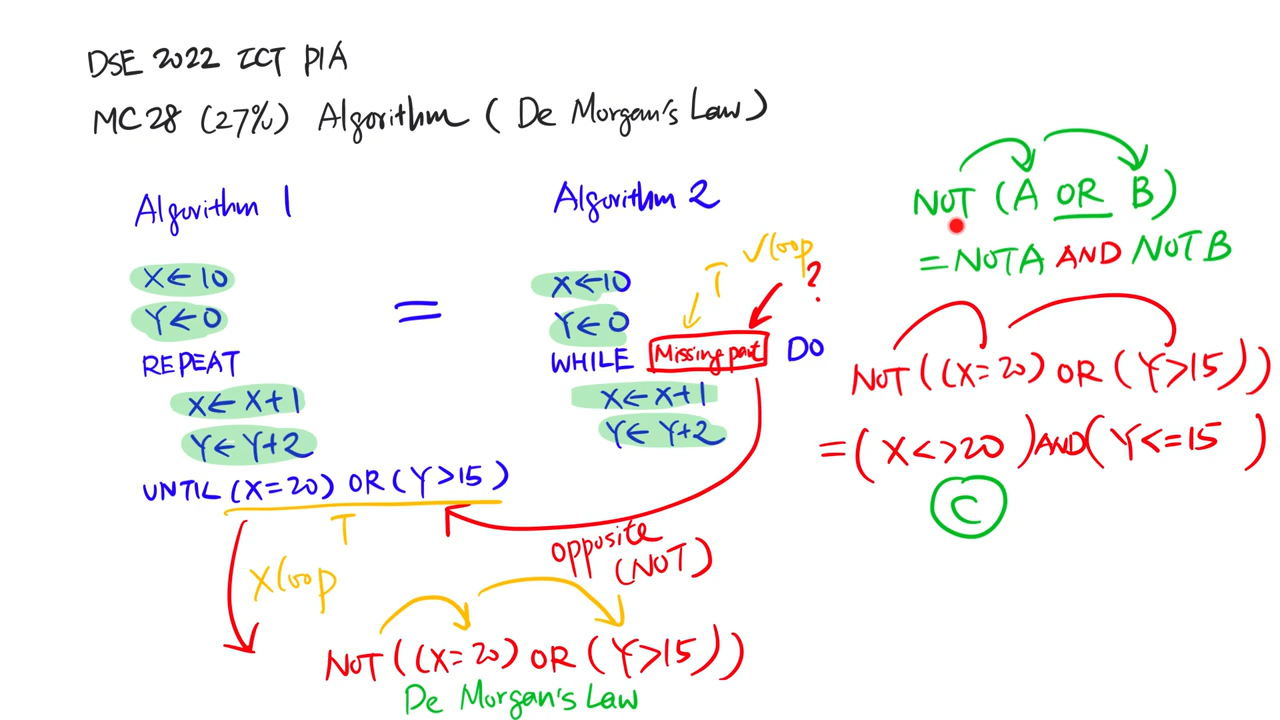 DSE 2022 ICT P1A
MC28 (27%) Algorithm (De Morgan's Law)
Algorithm 1
X←10
Y←0
REPEAT
X←X+1
Y←Y+2
UNTIL (X=20) OR (Y>15)
T
X loop
=
Algorithm 2
✓loop
T
?
X←10
Y←0
WHILE Missing part DO
X←X+1
Y←Y+2
opposite
(NOT)
NOT((X=20) OR (Y>15))
De Morgan's Law
NOT (A OR B)
=NOTA AND NOTB
NOT((X=20) OR (Y>15))
=(X<>20) AND (Y<=15)
C